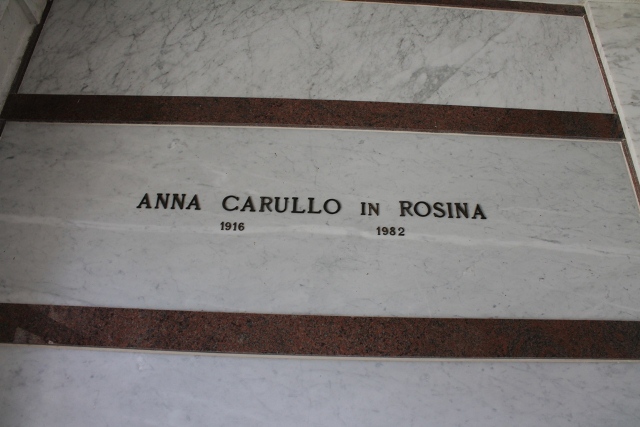 ANNA CARULLO IN ROSINA
1916 1982